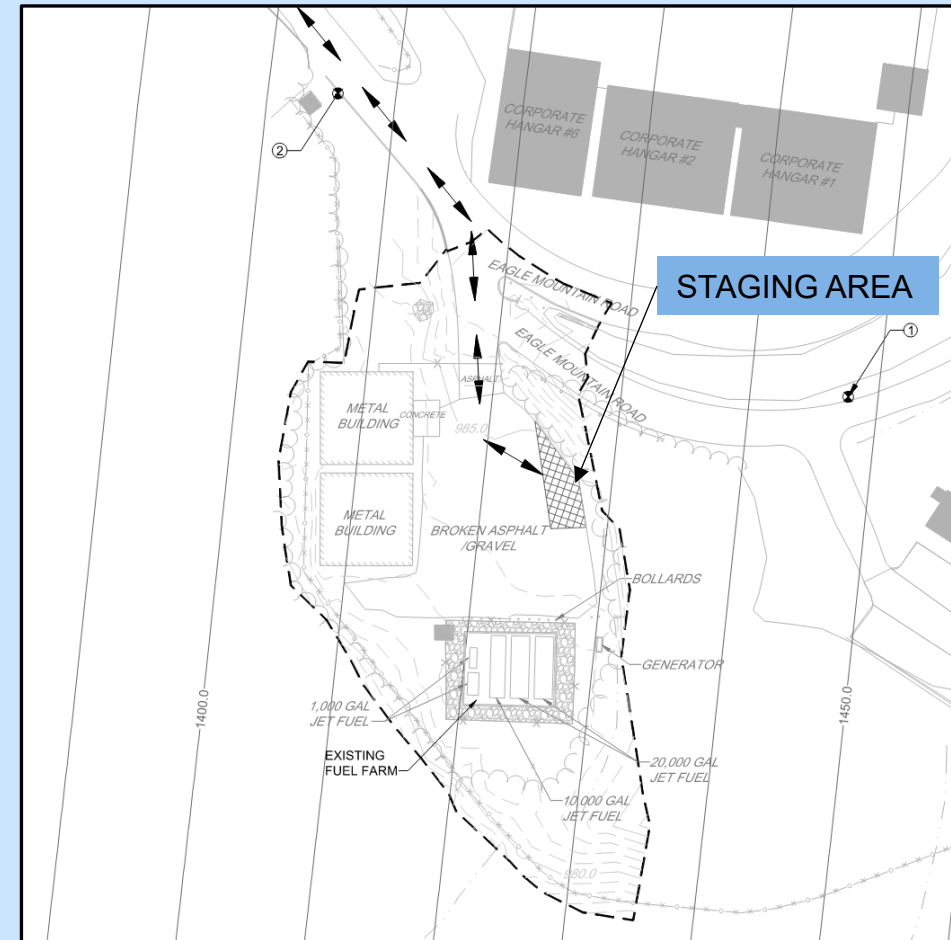 ②
CORPORATE
HANGAR #6
CORPORATE
HANGAR #2
CORPORATE
HANGAR #1
EAGLE MOUNTAIN ROAD
STAGING AREA
①
EAGLE MOUNTAIN ROAD
ASPHALT
METAL
BUILDING
CONCRETE
985.0
METAL
BUILDING
BROKEN ASPHALT
/GRAVEL
BOLLARDS
GENERATOR
1400.0
1,000 GAL
JET FUEL
1450.0
EXISTING
FUEL FARM
20,000 GAL
JET FUEL
10,000 GAL
JET FUEL
980.0